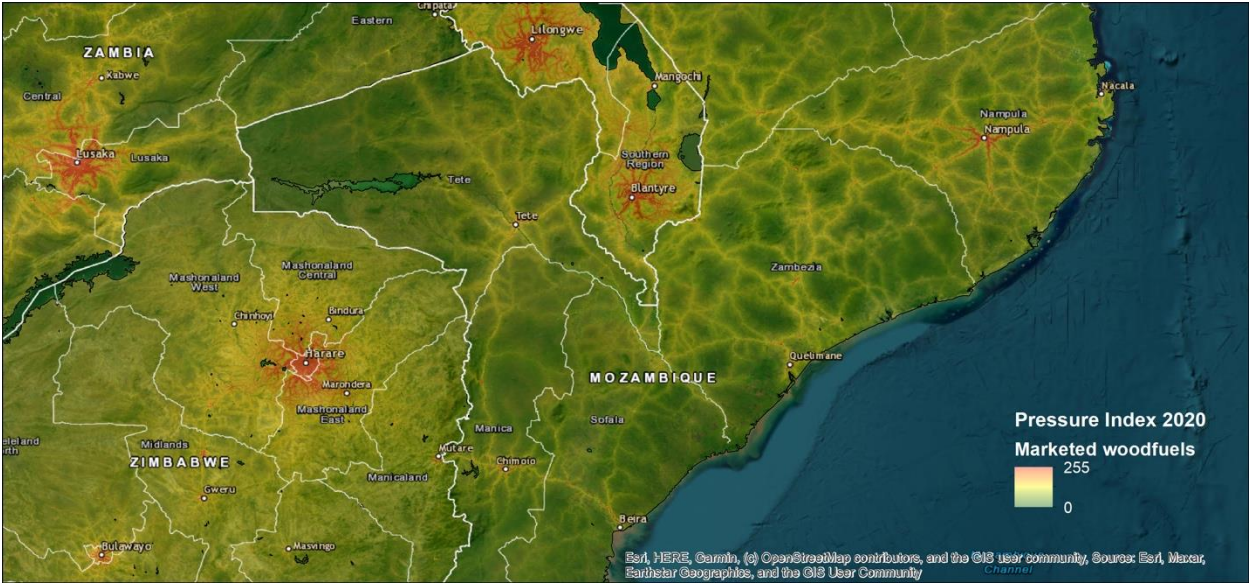 Chipata
Eastern
Lilongwe
ZAMBIA
Kabwe
Mangochi
Nacala
Central
Nampula
Nampula
Lusaka
Lusaka
Southern
Region
Tete
Blantyre
Tete
Zambezia
Mashonaland
West
Mashonaland
Central
Chinhoyi
Bindura
Harare
Quelimane
Marondera
MOZAMBIQUE
Mashonaland
East
Sofala
Manica
Pressure Index 2020
Marketed woodfuels
255
0
Midlands
ZIMBABWE
Mutare
Chimoio
Manicaland
Gweru
Beira
Bulawayo
Masvingo
Esri, HERE, Garmin, (c) OpenStreetMap contributors, and the GIS user community, Source: Esri, Maxar,
Earthstar Geographics, and the GIS User Community
Channel